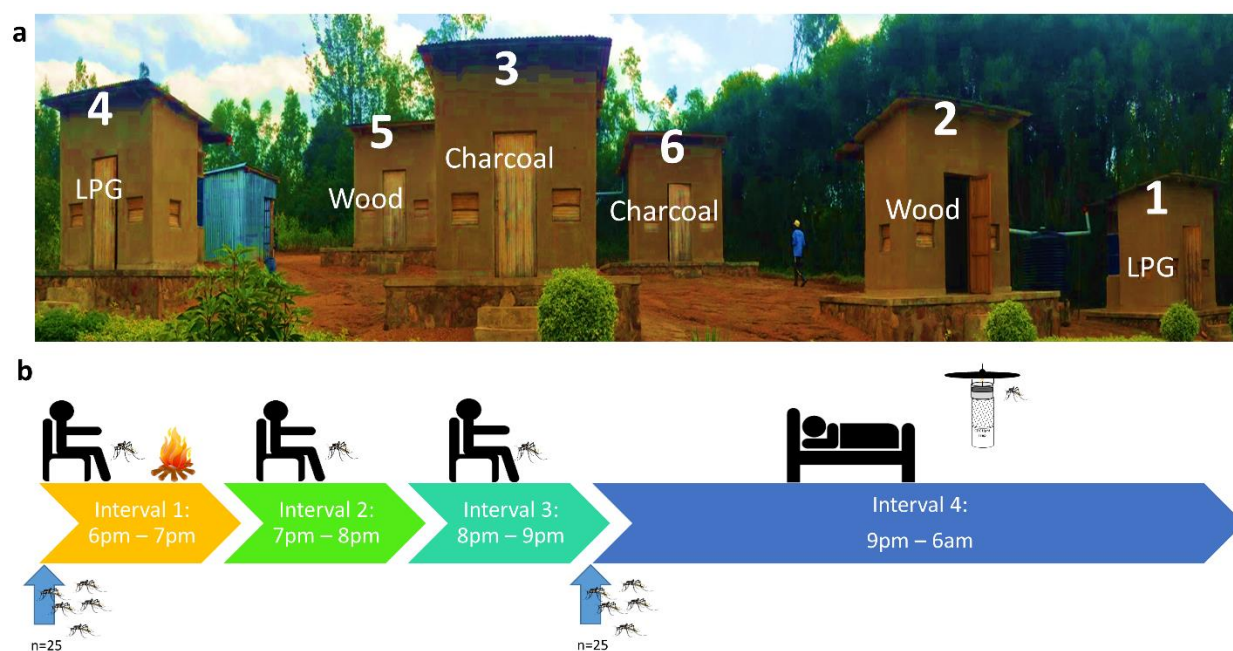 a
4
LPG
5
Wood
3
Charcoal
6
Charcoal
2
Wood
1
LPG
b
Interval 1:
6pm – 7pm
Interval 2:
7pm – 8pm
Interval 3:
8pm – 9pm
Interval 4:
9pm – 6am
n=25
n=25